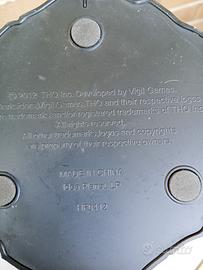 © 2012 THQ Inc. Developed by Vigil Games.
Darksiders, Vigil Games, THQ and their respective logos
are trademarks and/or registered trademarks of THQ Inc.
All rights reserved.
All other trademarks, logos and copyrights
are property of their respective owners.
MADE IN CHINA
subito